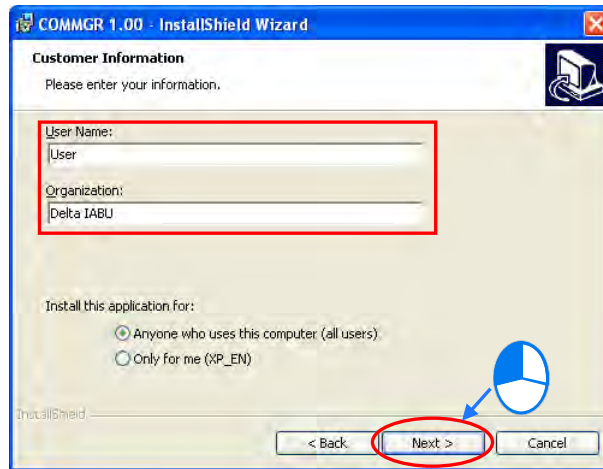 COMMGR 1.00 - InstallShield Wizard
Customer Information
Please enter your information.
User Name:
User
Organization:
Delta IABU
Install this application for:
Anyone who uses this computer (all users)
Only for me (XP_EN)
InstallShield
< Back
Next >
Cancel